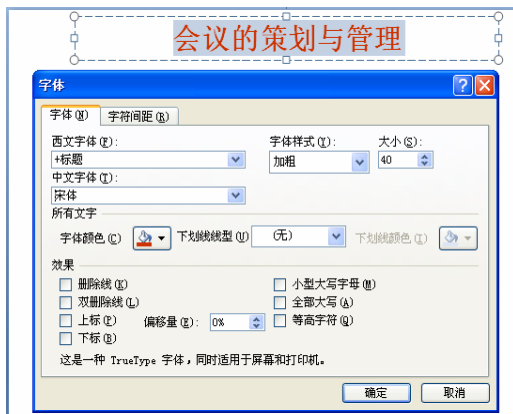 会议的策划与管理
字体
字体(N) 字符间距(R)
西文字体(F): 字体样式(Y): 大小(S):
+标题 加粗 40
中文字体(T):
宋体
所有文字
字体颜色(C) 下划线线型(U) (无) 下划线颜色(I)
效果
删除线(K) 小型大写字母(M)
双删除线(L) 全部大写(A)
上标(P) 偏移量(E): 0% 等高字符(Q)
下标(B)
这是一种 TrueType 字体，同时适用于屏幕和打印机。
确定 取消